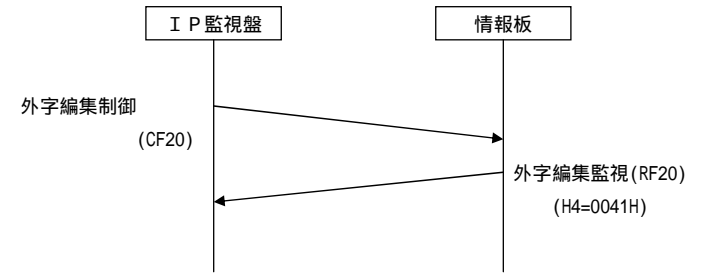 ＩＰ監視盤
情報板
外字編集制御
(CF20)
外字編集監視(RF20)
(H4=0041H)